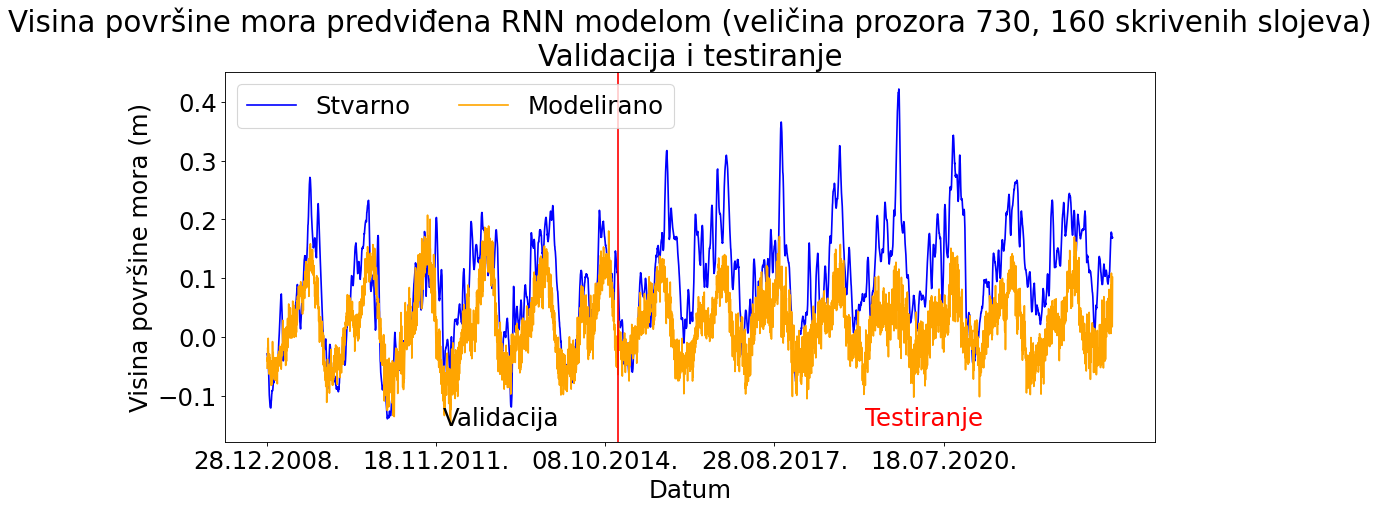 Visina površine mora predviđena RNN modelom (veličina prozora 730, 160 skrivenih slojeva)
Validacija i testiranje
Stvarno
Modelirano
Visina površine mora (m)
0.4
0.3
0.2
0.1
0.0
−0.1
Validacija
Testiranje
28.12.2008.
18.11.2011.
08.10.2014.
28.08.2017.
18.07.2020.
Datum